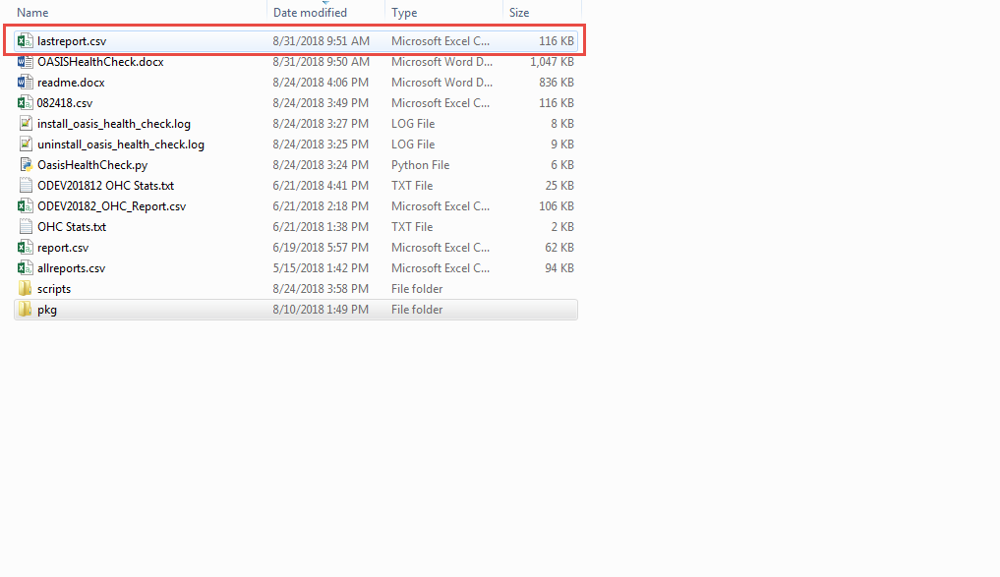 Name Date modified Type Size
lastreport.csv 8/31/2018 9:51 AM Microsoft Excel C... 116 KB
OASISHealthCheck.docx 8/31/2018 9:50 AM Microsoft Word D... 1,047 KB
readme.docx 8/24/2018 4:06 PM Microsoft Word D... 836 KB
082418.csv 8/24/2018 3:49 PM Microsoft Excel C... 116 KB
install_oasis_health_check.log 8/24/2018 3:27 PM LOG File 8 KB
uninstall_oasis_health_check.log 8/24/2018 3:25 PM LOG File 9 KB
OasisHealthCheck.py 8/24/2018 3:24 PM Python File 6 KB
ODEV201812 OHC Stats.txt 6/21/2018 4:41 PM TXT File 25 KB
ODEV20182_OHC_Report.csv 6/21/2018 2:18 PM Microsoft Excel C... 106 KB
OHC Stats.txt 6/21/2018 1:38 PM TXT File 2 KB
report.csv 6/19/2018 5:57 PM Microsoft Excel C... 62 KB
allreports.csv 5/15/2018 1:42 PM Microsoft Excel C... 94 KB
scripts 8/24/2018 3:58 PM File folder
pkg 8/10/2018 1:49 PM File folder